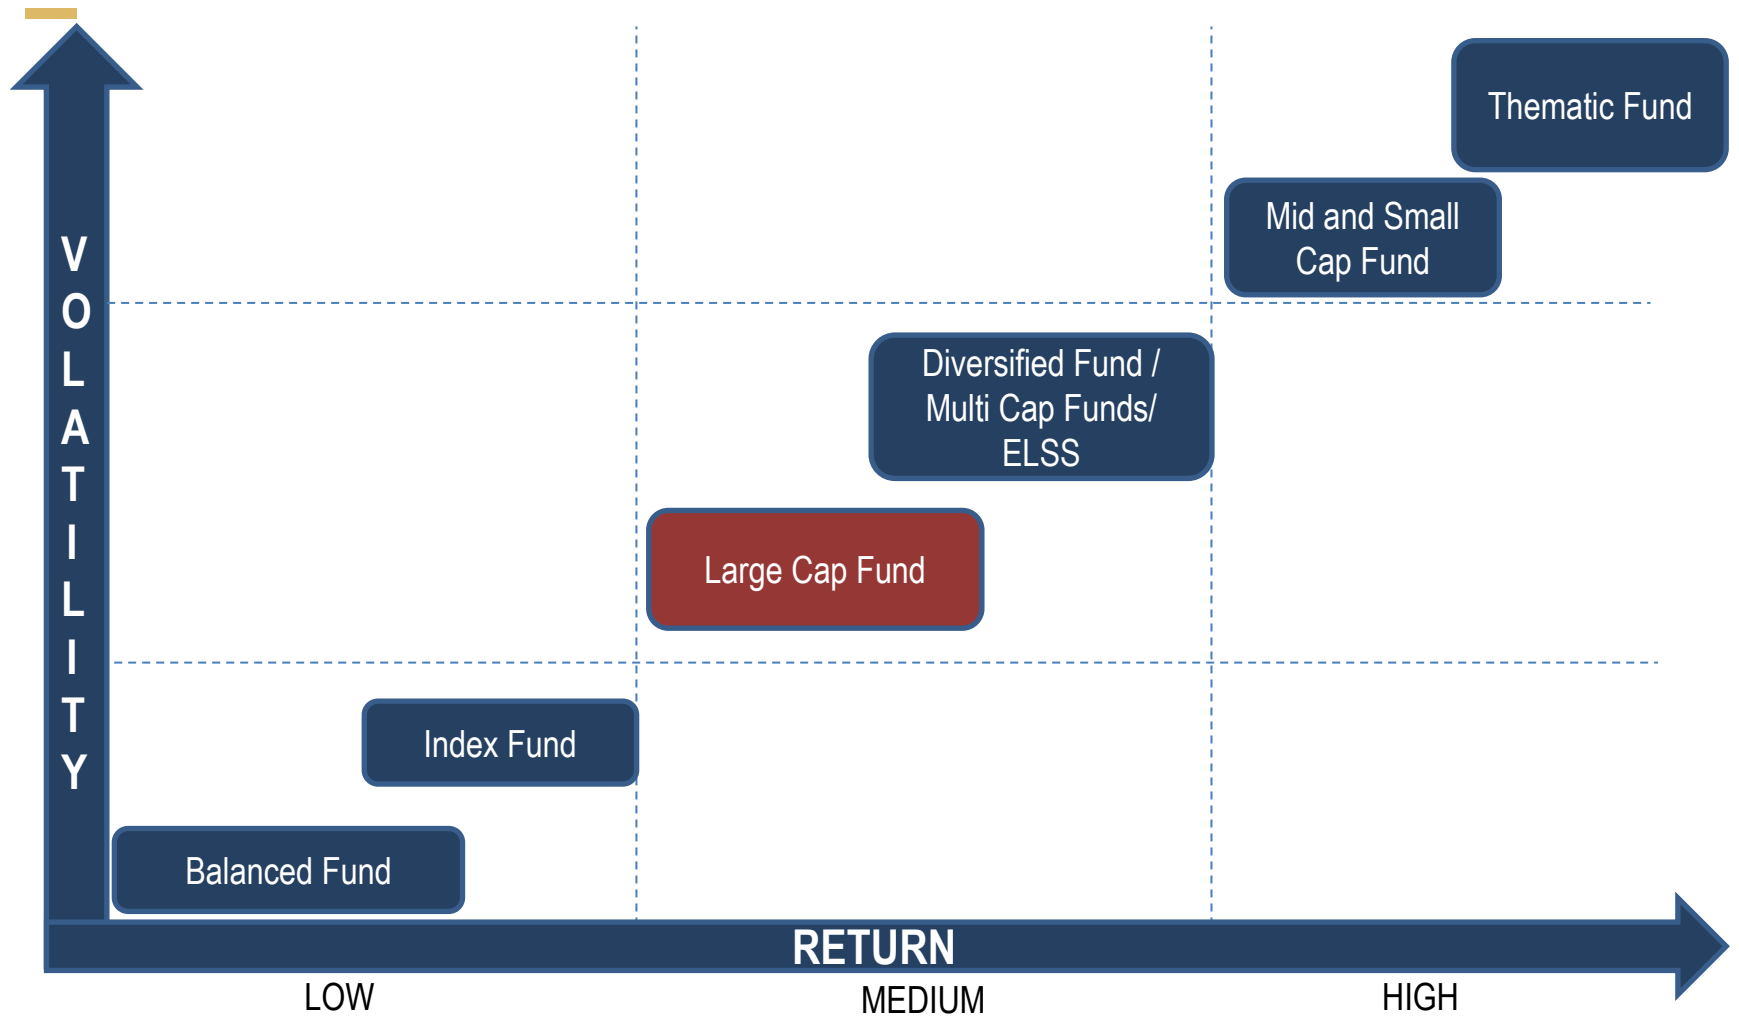 Thematic Fund
Mid and Small
Cap Fund
VOLATILITY
Diversified Fund /
Multi Cap Funds/
ELSS
Large Cap Fund
Index Fund
Balanced Fund
RETURN
LOW
MEDIUM
HIGH